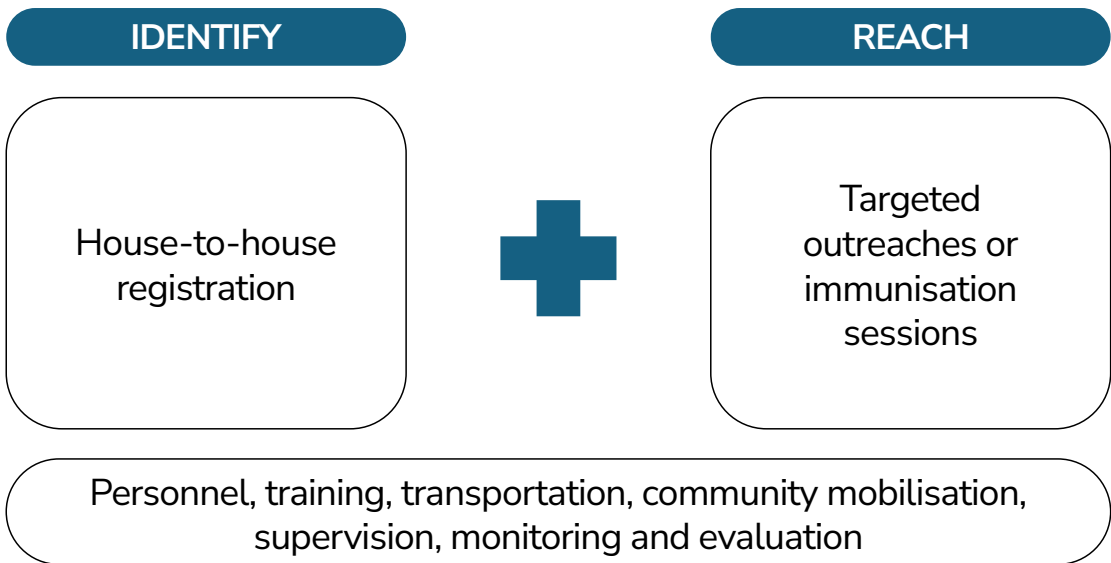 IDENTIFY
House-to-house
registration
REACH
Targeted
outreaches or
immunisation
sessions
Personnel, training, transportation, community mobilisation,
supervision, monitoring and evaluation